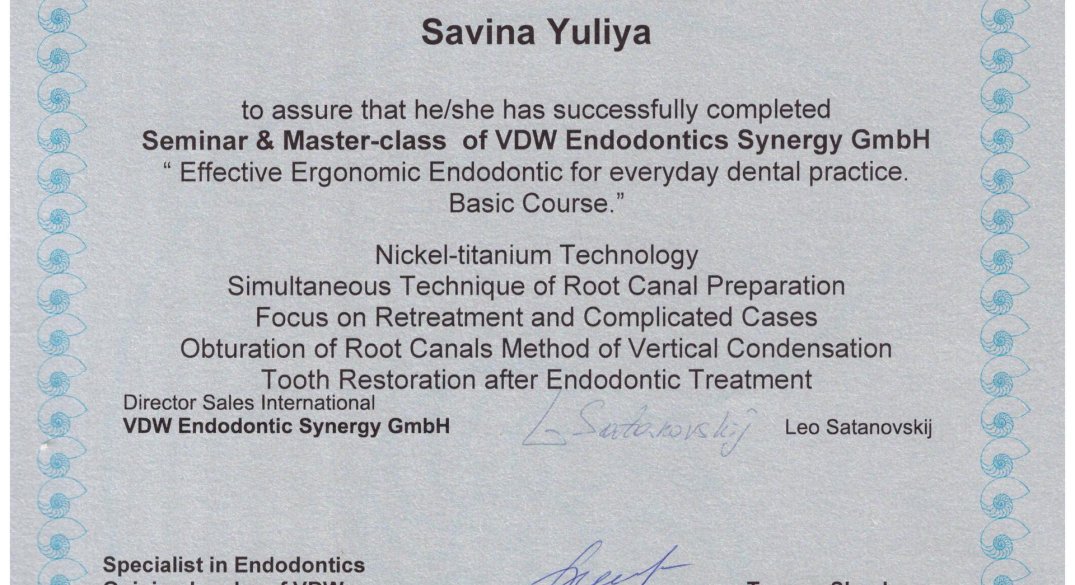 Savina Yuliya
to assure that he/she has successfully completed
Seminar & Master-class of VDW Endodontics Synergy GmbH
“ Effective Ergonomic Endodontic for everyday dental practice.
Basic Course.”
Nickel-titanium Technology
Simultaneous Technique of Root Canal Preparation
Focus on Retreatment and Complicated Cases
Obturation of Root Canals Method of Vertical Condensation
Tooth Restoration after Endodontic Treatment
Director Sales International
VDW Endodontic Synergy GmbH
L Satanovskij
Leo Satanovskij
Specialist in Endodontics